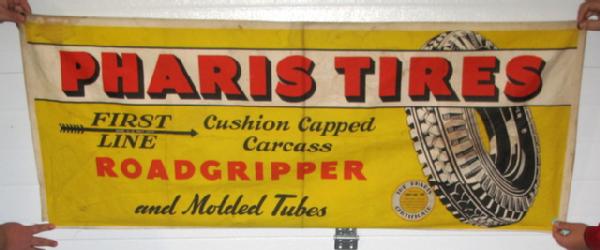 PHARIS TIRES
FIRST
LINE
Cushion Capped
Carcass
ROADGRIPPER
and Molded Tubes